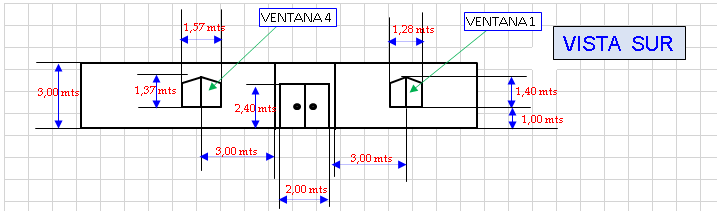 VENTANA 4
1,57 mts
VENTANA 1
1,28 mts
VISTA SUR
3,00 mts
1,37 mts
2,40 mts
1,40 mts
1,00 mts
3,00 mts
3,00 mts
2,00 mts